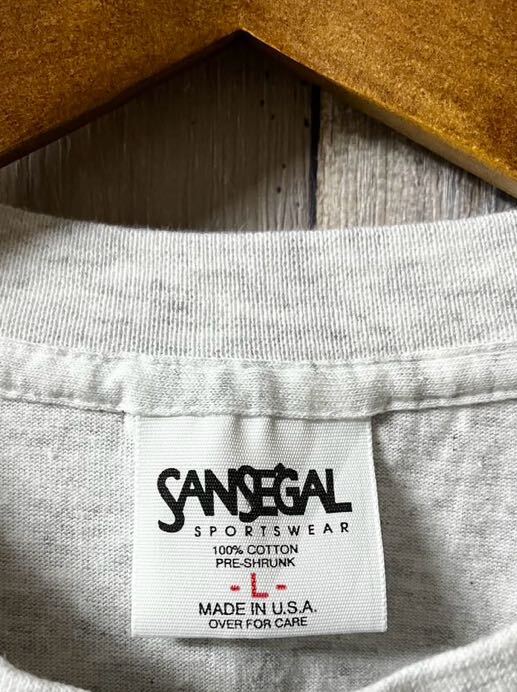 SANSEGAL
SPORTSWEAR
100% COTTON
PRE-SHRUNK
- L -
MADE IN U.S.A.
OVER FOR CARE